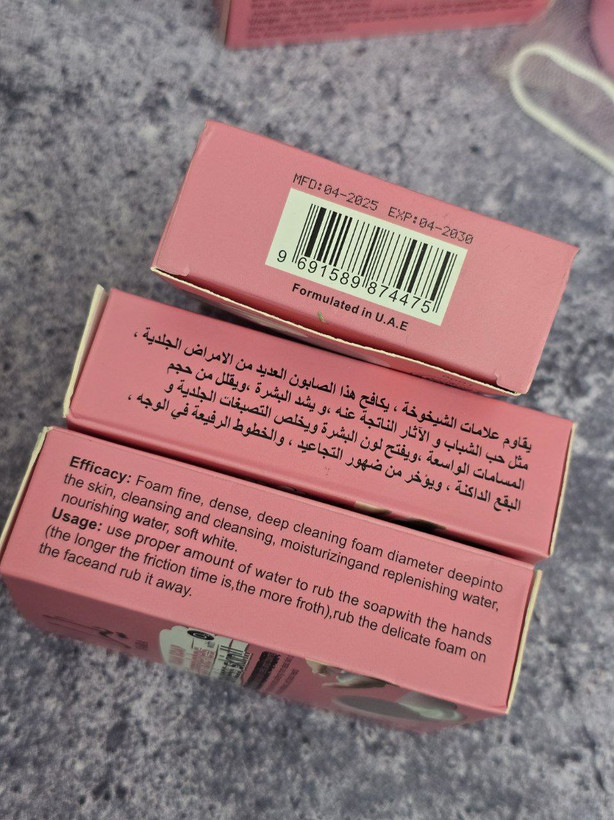 MFD:04-2025 EXP:04-2030
9 691589 874475
Formulated in U.A.E
يقاوم علامات الشيخوخة ، يكافح هذا الصابون العديد من الامراض الجلدية ،
مثل حب الشباب و الآثار الناتجة عنه ،و يشد البشرة ،ويقلل من حجم
المسامات الواسعة ،ويفتح لون البشرة ويخلص التصبغات الجلدية و
البقع الداكنة ، ويؤخر من ضهور التجاعيد ، والخطوط الرفيعة في الوجه ،
Efficacy: Foam fine, dense, deep cleaning foam diameter deepinto
the skin, cleansing and cleansing, moisturizingand replenishing water,
nourishing water, soft white.
Usage: use proper amount of water to rub the soapwith the hands
(the longer the friction time is,the more froth),rub the delicate foam on
the faceand rub it away.